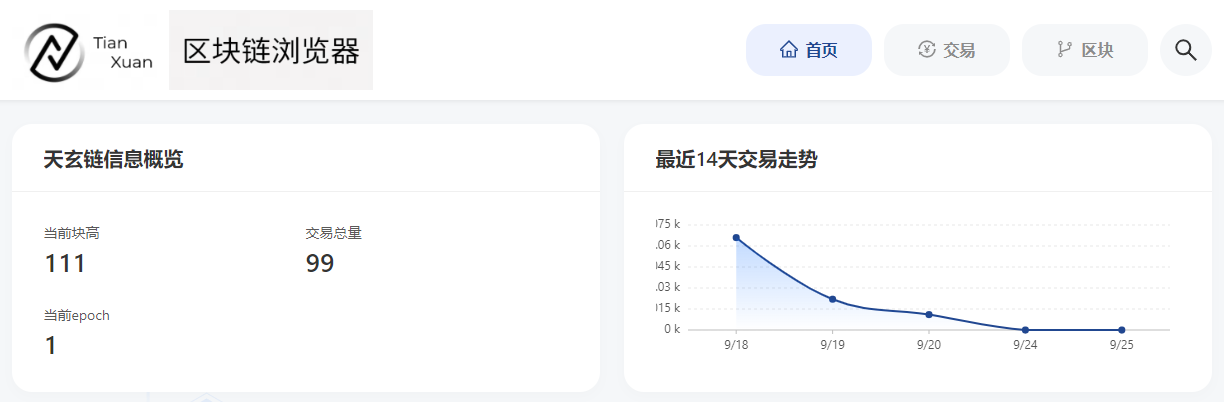 Tian
Xuan
区块链浏览器
首页
交易
区块
天玄链信息概览
当前块高
111
交易总量
99
当前epoch
1
最近14天交易走势
075 k
.06 k
045 k
.03 k
015 k
0 k
9/18
9/19
9/20
9/24
9/25